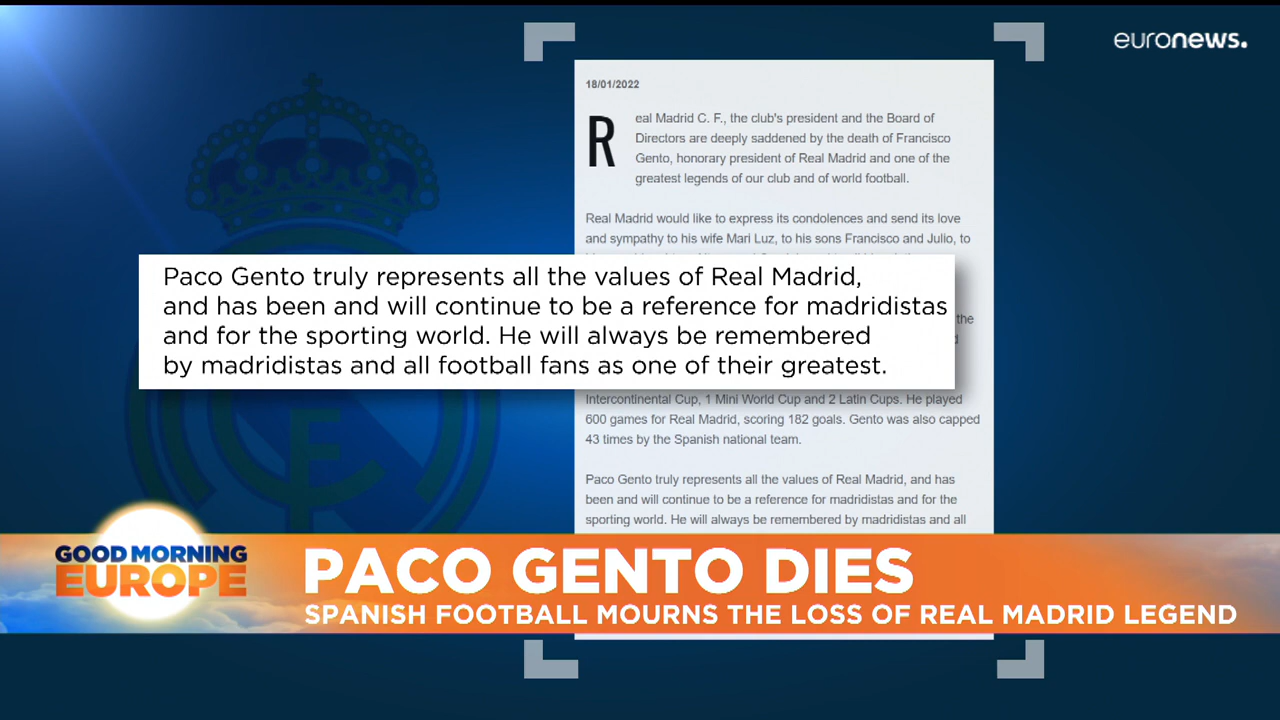 euronews.
18/01/2022
Real Madrid C. F., the club's president and the Board of
Directors are deeply saddened by the death of Francisco
Gento, honorary president of Real Madrid and one of the
greatest legends of our club and of world football.
Real Madrid would like to express its condolences and send its love
and sympathy to his wife Mari Luz, to his sons Francisco and Julio, to
Paco Gento truly represents all the values of Real Madrid,
and has been and will continue to be a reference for madridistas
and for the sporting world. He will always be remembered
by madridistas and all football fans as one of their greatest.
the
Intercontinental Cup, 1 Mini World Cup and 2 Latin Cups. He played
600 games for Real Madrid, scoring 182 goals. Gento was also capped
43 times by the Spanish national team.
Paco Gento truly represents all the values of Real Madrid, and has
been and will continue to be a reference for madridistas and for the
sporting world. He will always be remembered by madridistas and all
GOOD MORNING
EUROPE
PACO GENTO DIES
SPANISH FOOTBALL MOURNS THE LOSS OF REAL MADRID LEGEND